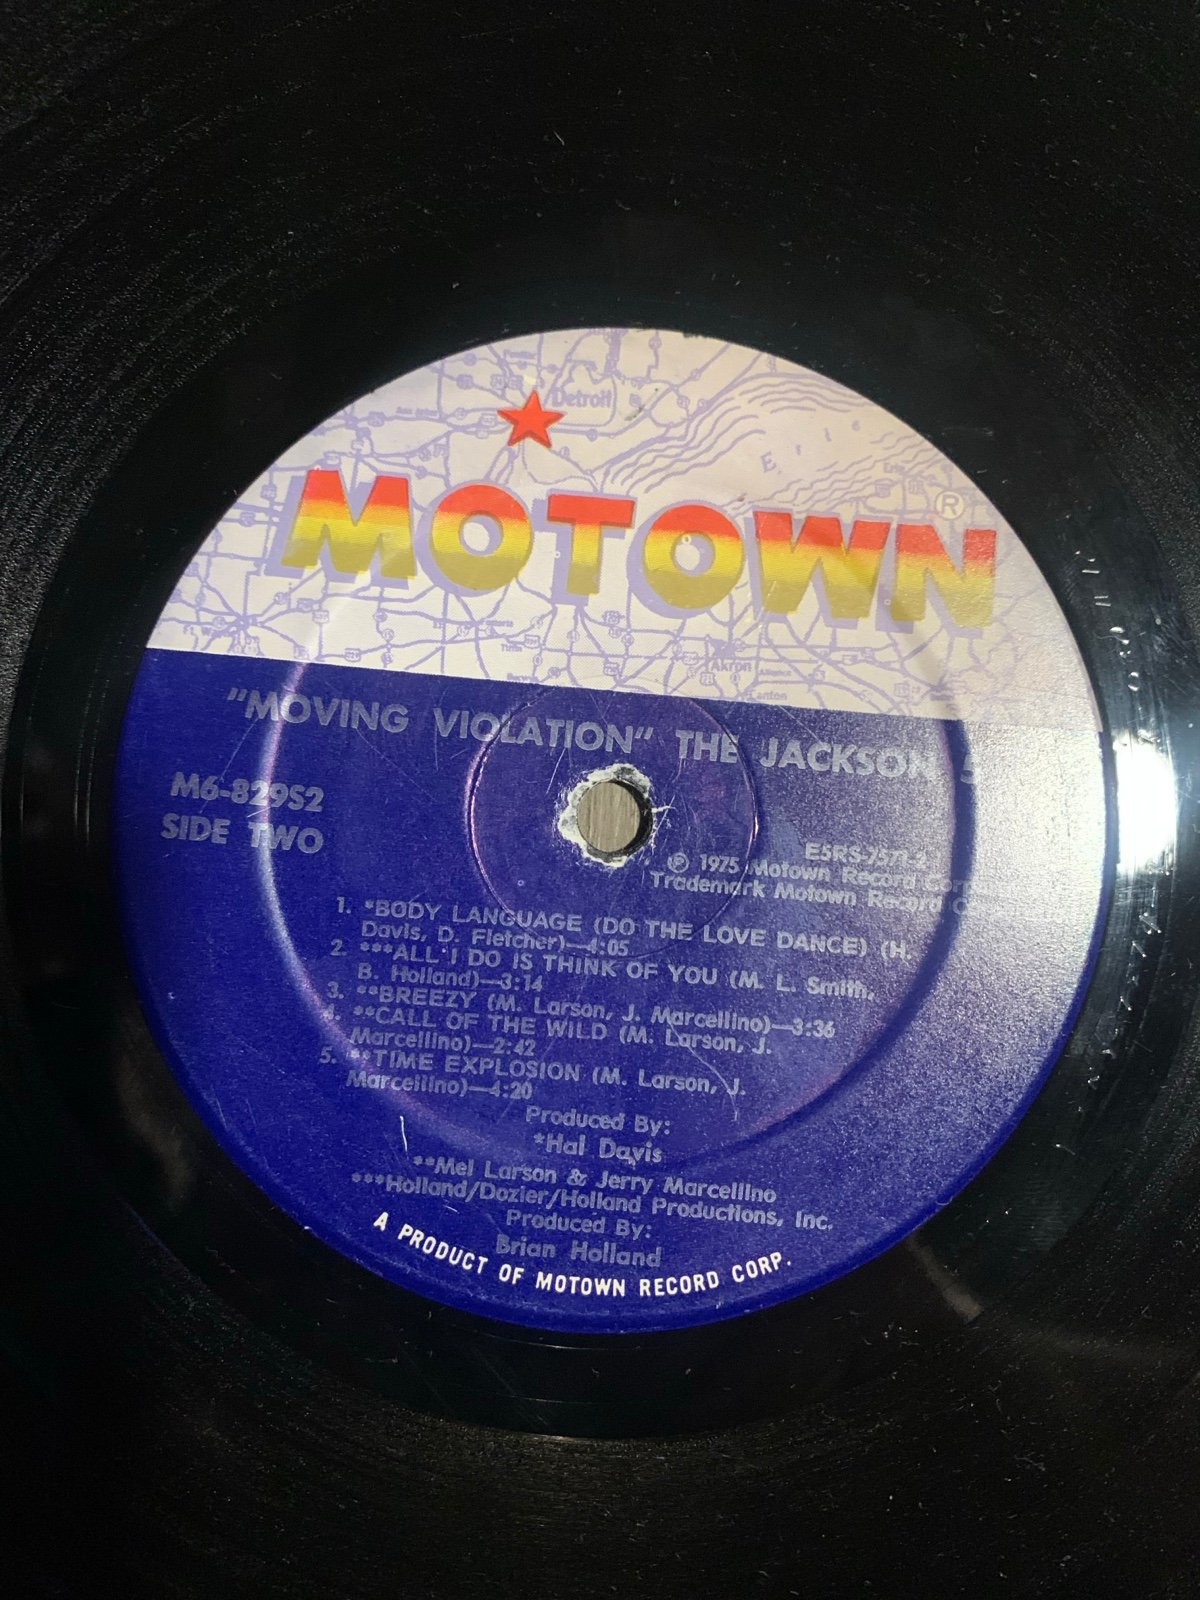 Detroit
Erie
MOTOWN®
Akron
Canton
"MOVING VIOLATION" THE JACKSON 5
M6-829S2
SIDE TWO
℗ 1975 Motown Record
Trademark Motown Record
1. *BODY LANGUAGE (DO THE LOVE DANCE) (H.
Davis, D. Fletcher)—4:05
2. ***ALL I DO IS THINK OF YOU (M. L. Smith,
B. Holland)—3:14
3. **BREEZY (M. Larson, J. Marcellino)—3:36
4. **CALL OF THE WILD (M. Larson, J.
Marcellino)—2:42
5. **TIME EXPLOSION (M. Larson, J.
Marcellino)—4:20
Produced By:
*Hal Davis
**Mel Larson & Jerry Marcellino
***Holland/Dozier/Holland Productions, Inc.
Produced By:
Brian Holland
A PRODUCT OF MOTOWN RECORD CORP.